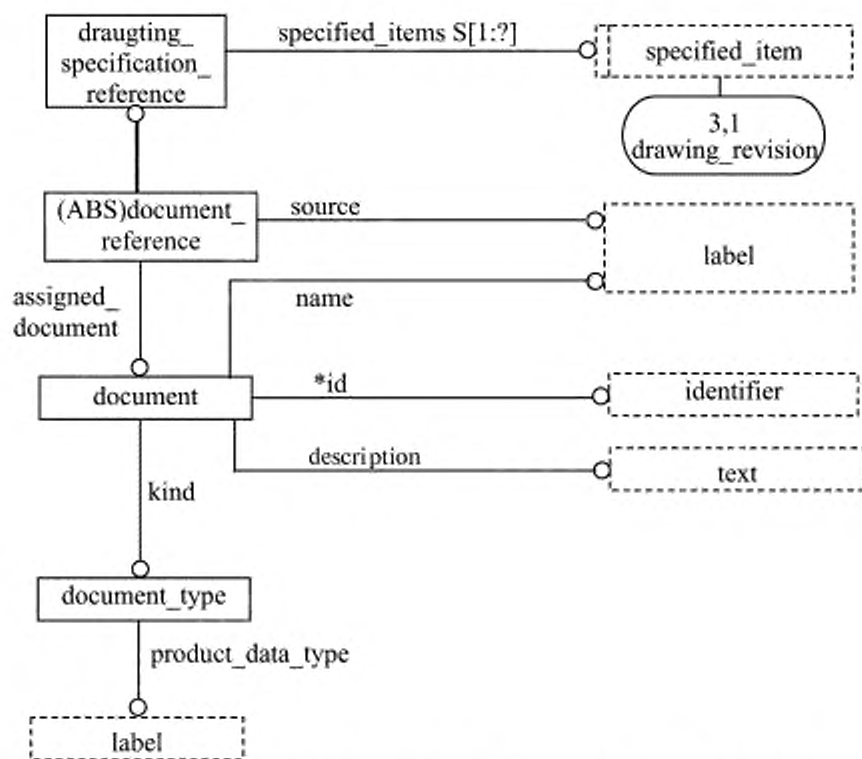 draugting_
specification_
reference
specified_items S[1:?]
specified_item
3,1
drawing_revision
(ABS)document_
reference
source
label
name
assigned_
document
document
*id
identifier
description
text
kind
document_type
product_data_type
label